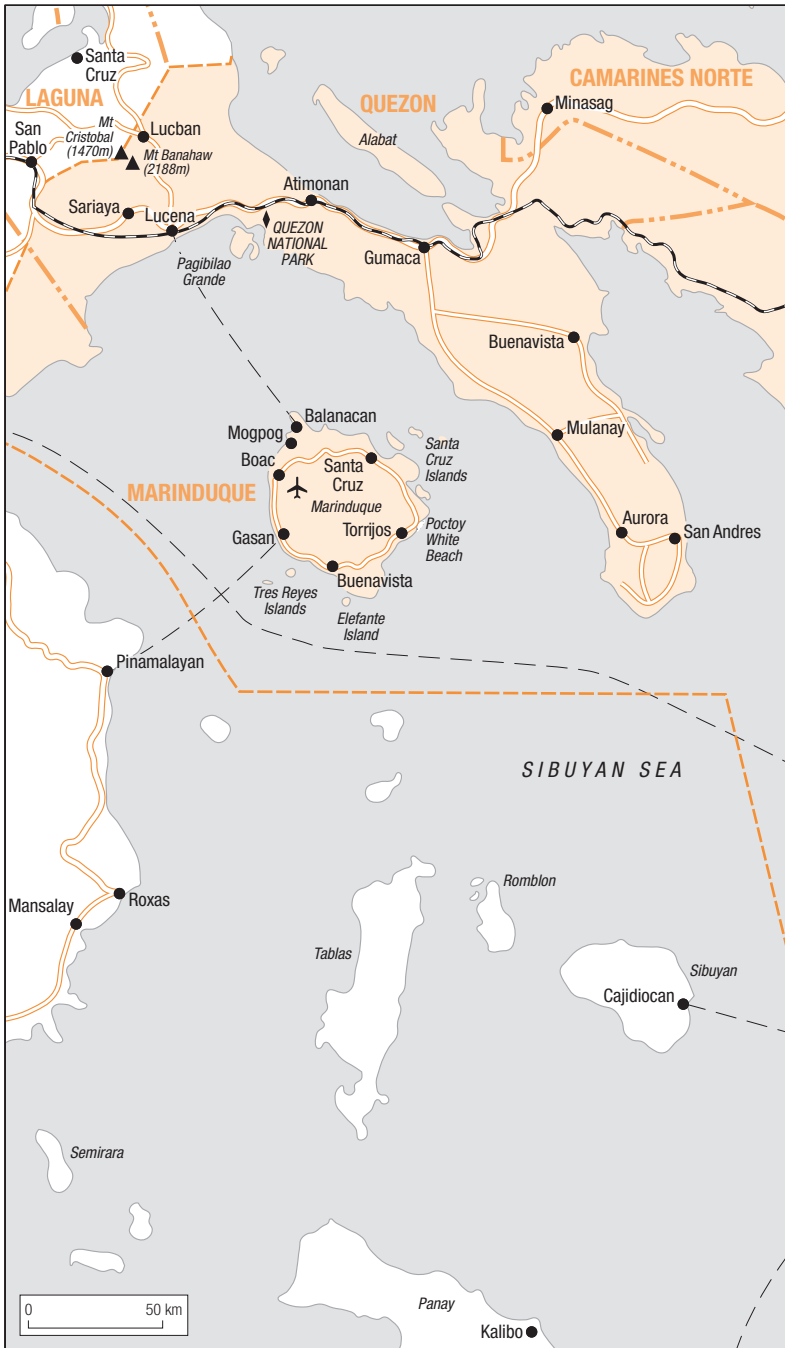 Santa
Cruz
LAGUNA
QUEZON
CAMARINES NORTE
Minasag
Alabat
San
Pablo
Mt
Cristobal
(1470m)
Lucban
Mt Banahaw
(2188m)
Sariaya
Lucena
Atimonan
QUEZON
NATIONAL
PARK
Gumaca
Pagibilao
Grande
Buenavista
Balanacan
Mogpog
Boac
Santa
Cruz
Santa
Cruz
Islands
Mulanay
MARINDUQUE
Marinduque
Gasan
Torrijos
Poctoy
White
Beach
Aurora
San Andres
Buenavista
Tres Reyes
Islands
Elefante
Island
Pinamalayan
SIBUYAN SEA
Romblon
Roxas
Mansalay
Tablas
Sibuyan
Cajidiocan
Semirara
Panay
Kalibo
0
50 km